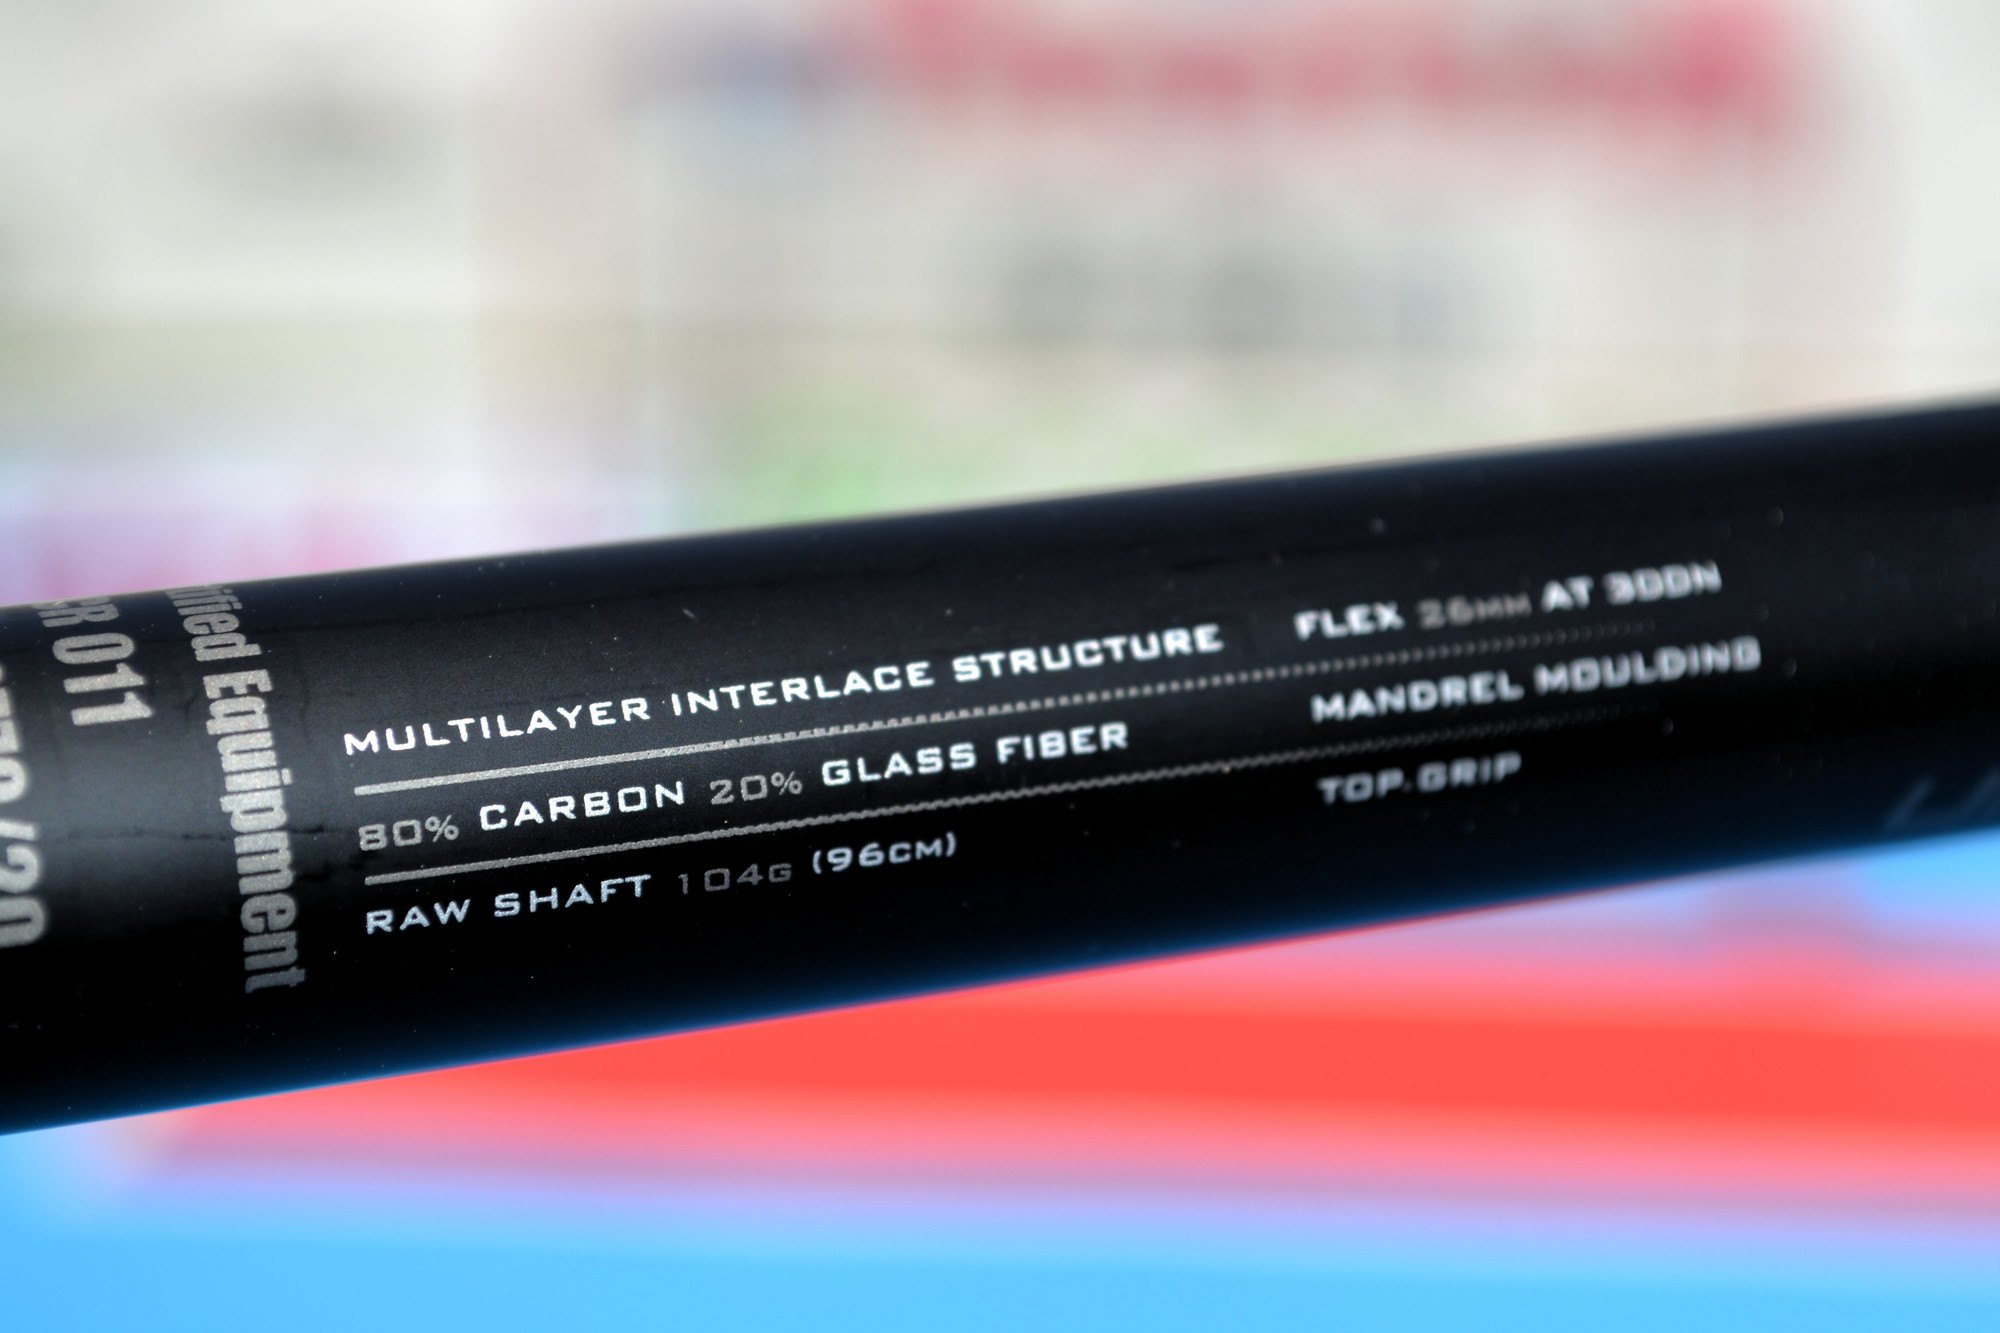 MULTILAYER INTERLACE STRUCTURE
80% CARBON 20% GLASS FIBER
RAW SHAFT 104G (96CM)
FLEX 26MM AT 300N
MANDREL MOULDING
TOP-GRIP
Equipment
011
/20